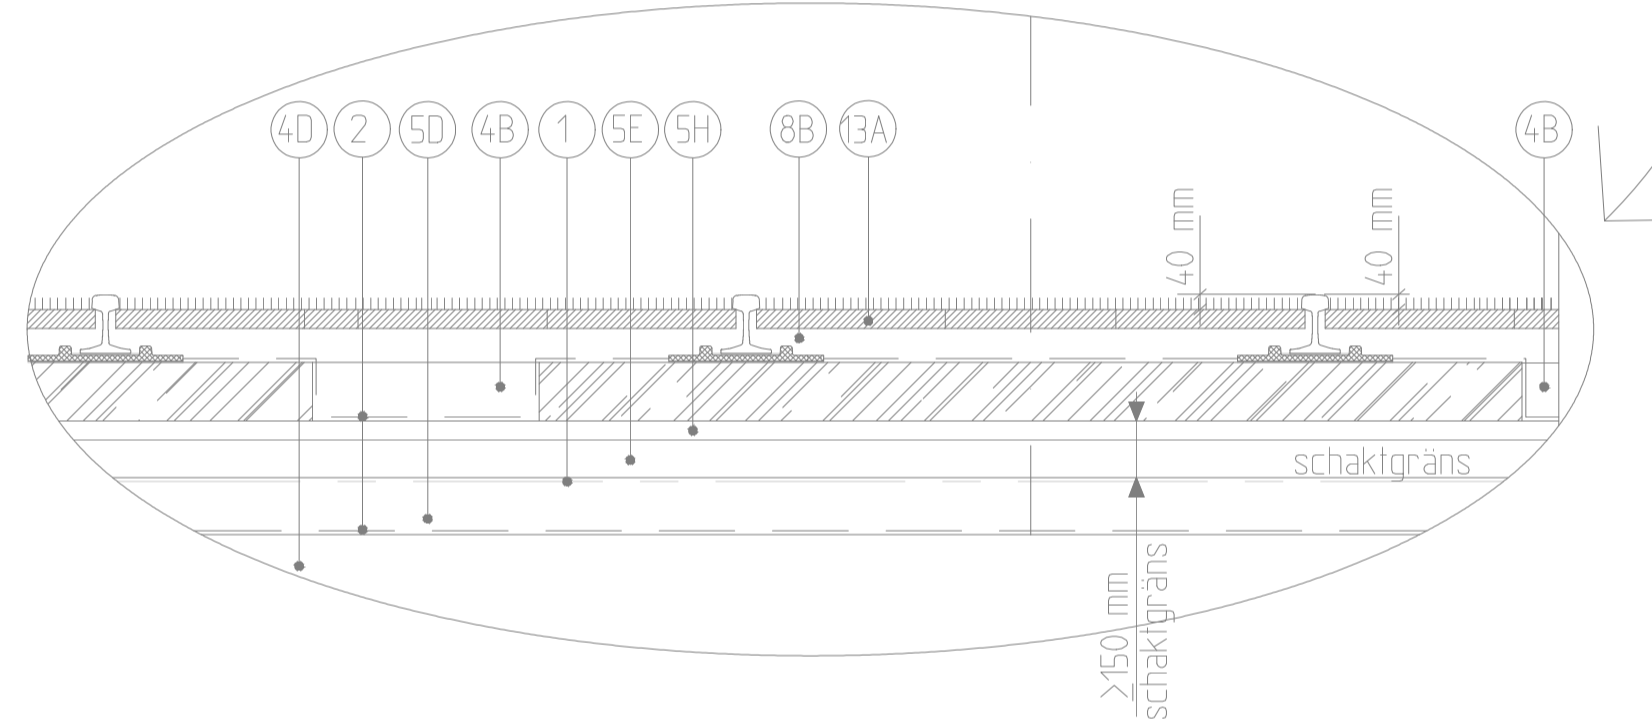 4D 2 5D 4B 1 5E 5H 8B 13A 4B
40 mm
40 mm
schaktgräns
≥150 mm
schaktgräns